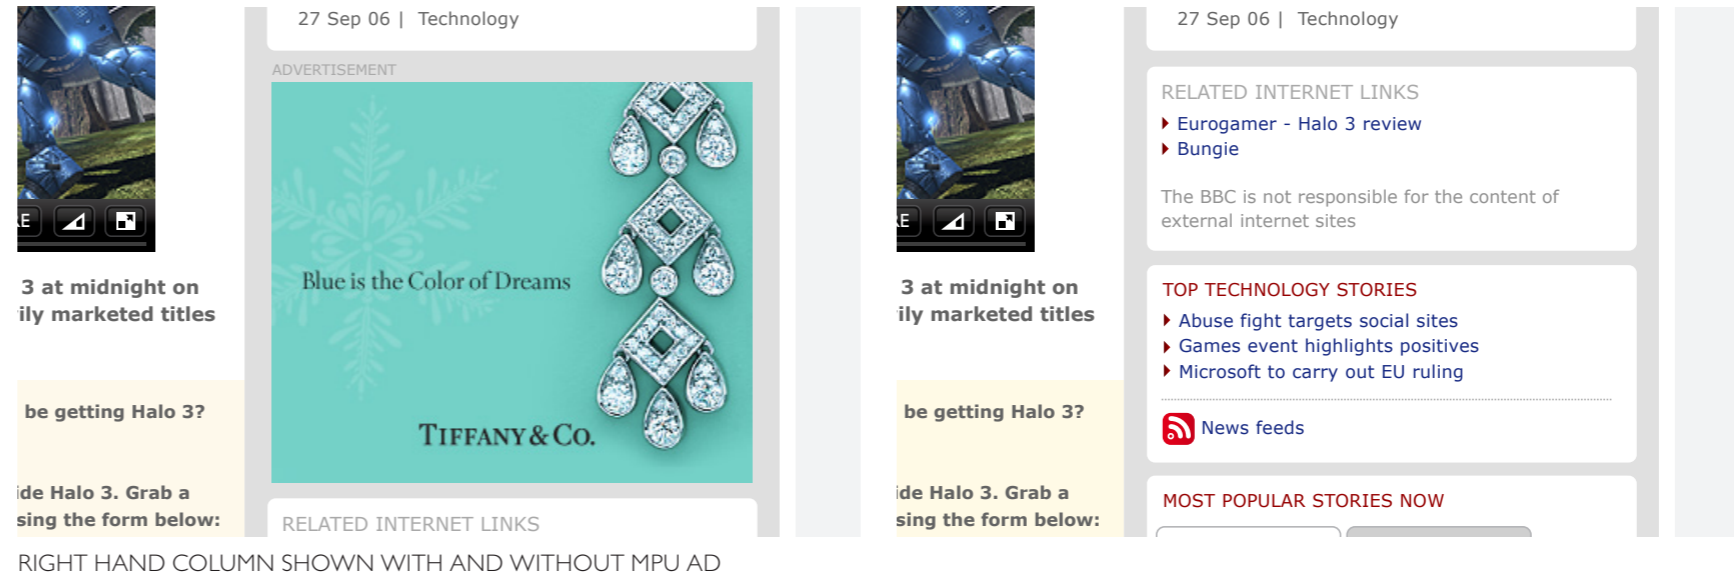 27 Sep 06 | Technology
ADVERTISEMENT
Blue is the Color of Dreams
TIFFANY & CO.
RE
3 at midnight on
ily marketed titles
be getting Halo 3?
ide Halo 3. Grab a
sing the form below:
RELATED INTERNET LINKS
27 Sep 06 | Technology
RELATED INTERNET LINKS
Eurogamer - Halo 3 review
Bungie
The BBC is not responsible for the content of
external internet sites
RE
3 at midnight on
ily marketed titles
TOP TECHNOLOGY STORIES
Abuse fight targets social sites
Games event highlights positives
Microsoft to carry out EU ruling
be getting Halo 3?
News feeds
ide Halo 3. Grab a
sing the form below:
MOST POPULAR STORIES NOW
RIGHT HAND COLUMN SHOWN WITH AND WITHOUT MPU AD